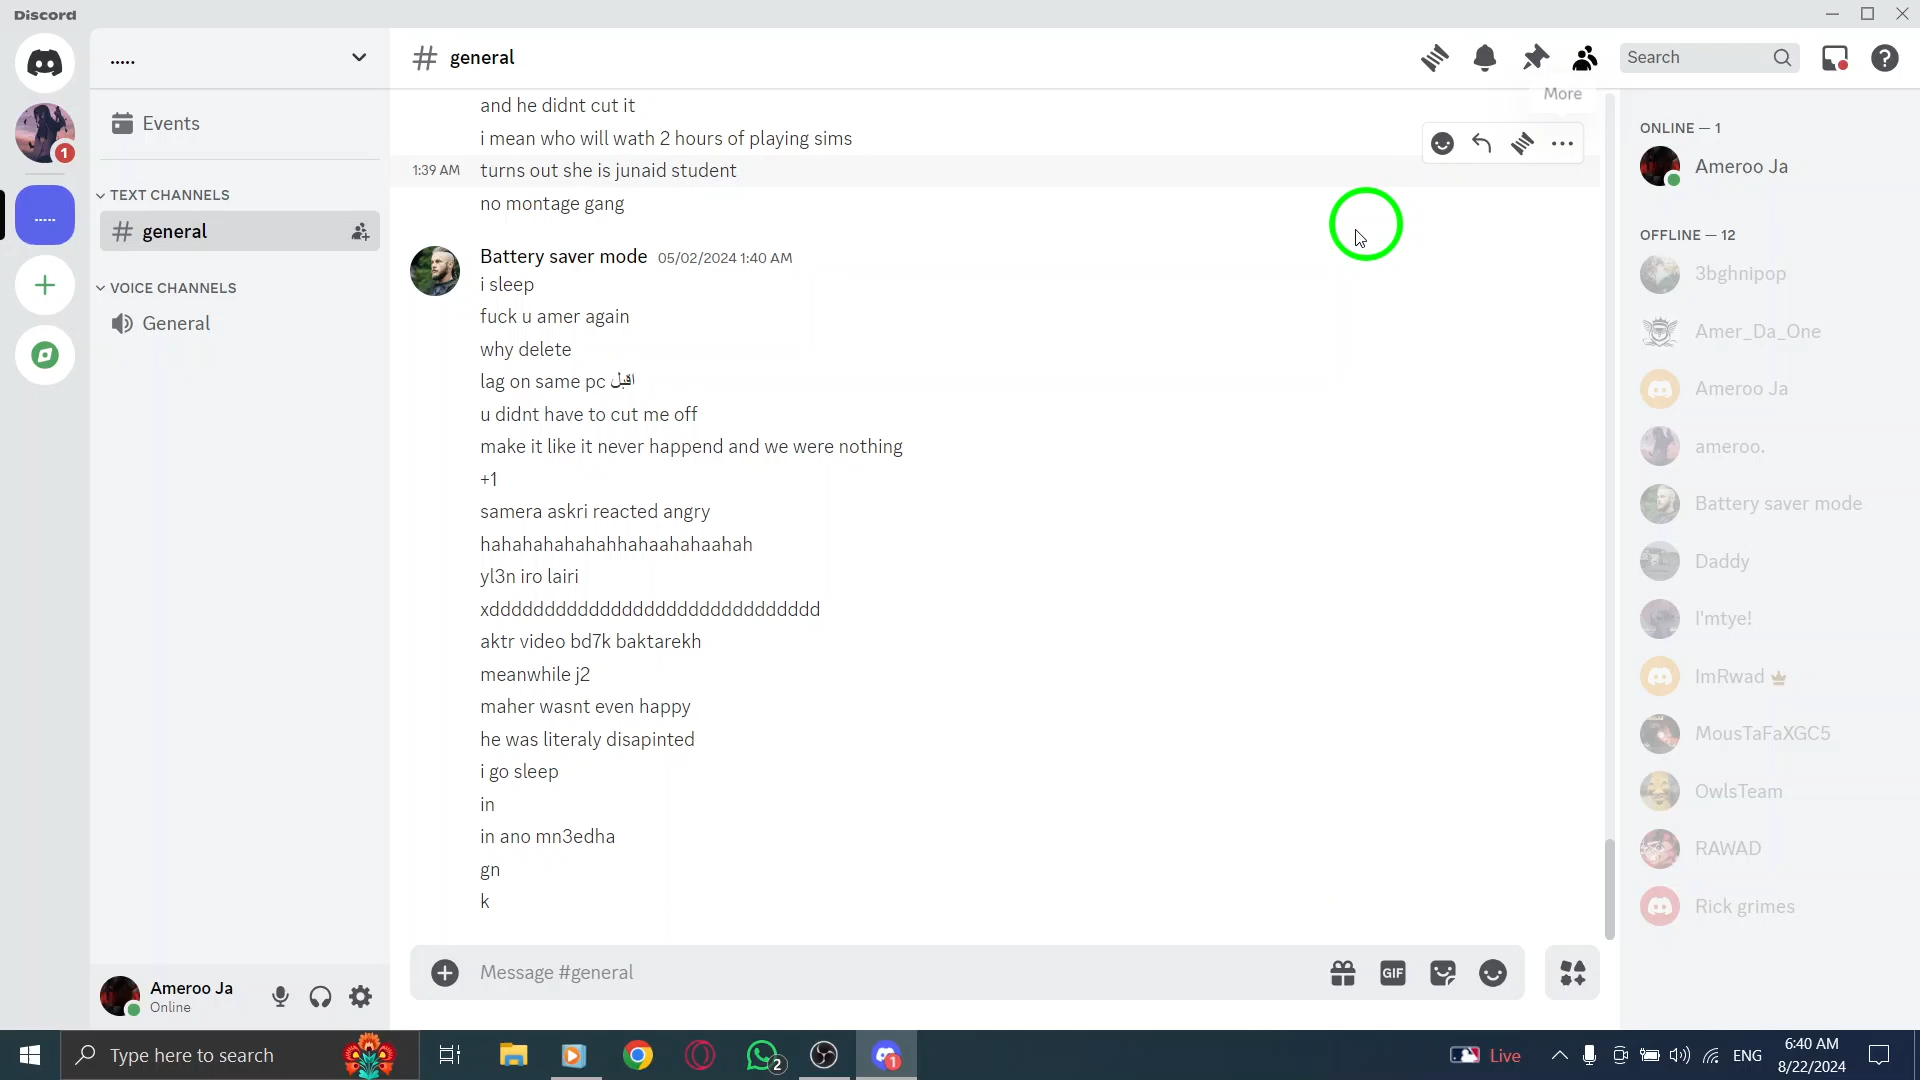 Discord
.....
general
Search
More
Events
TEXT CHANNELS
general
VOICE CHANNELS
General
1
.....
and he didnt cut it
i mean who will wath 2 hours of playing sims
1:39 AM turns out she is junaid student
no montage gang
Battery saver mode 05/02/2024 1:40 AM
i sleep
fuck u amer again
why delete
lag on same pc اقبل
u didnt have to cut me off
make it like it never happend and we were nothing
+1
samera askri reacted angry
hahahahahahahhahaahahaahah
yl3n iro lairi
xdddddddddddddddddddddddddddddd
aktr video bd7k baktarekh
meanwhile j2
maher wasnt even happy
he was literaly disapinted
i go sleep
in
in ano mn3edha
gn
k
Message #general
GIF
ONLINE — 1
Ameroo Ja
OFFLINE — 12
3bghnipop
Amer_Da_One
Ameroo Ja
ameroo.
Battery saver mode
Daddy
I'mtye!
ImRwad
MousTaFaXGC5
OwlsTeam
RAWAD
Rick grimes
Ameroo Ja
Online
Type here to search
2
1
Live
ENG
6:40 AM
8/22/2024